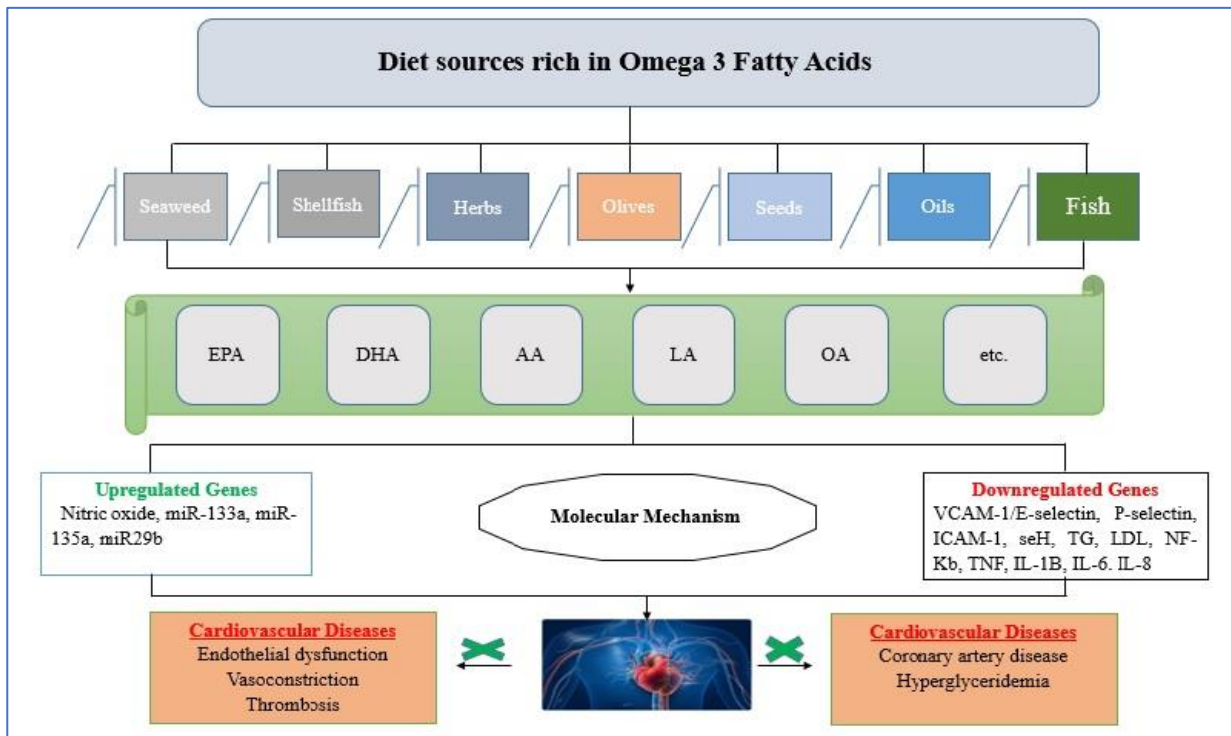 Diet sources rich in Omega 3 Fatty Acids
Seaweed
Shellfish
Herbs
Olives
Seeds
Oils
Fish
EPA
DHA
AA
LA
OA
etc.
Upregulated Genes
Nitric oxide, miR-133a, miR-
135a, miR29b
Molecular Mechanism
Downregulated Genes
VCAM-1/E-selectin, P-selectin,
ICAM-1, seH, TG, LDL, NF-
Kb, TNF, IL-1B, IL-6. IL-8
Cardiovascular Diseases
Endothelial dysfunction
Vasoconstriction
Thrombosis
Cardiovascular Diseases
Coronary artery disease
Hyperglyceridemia